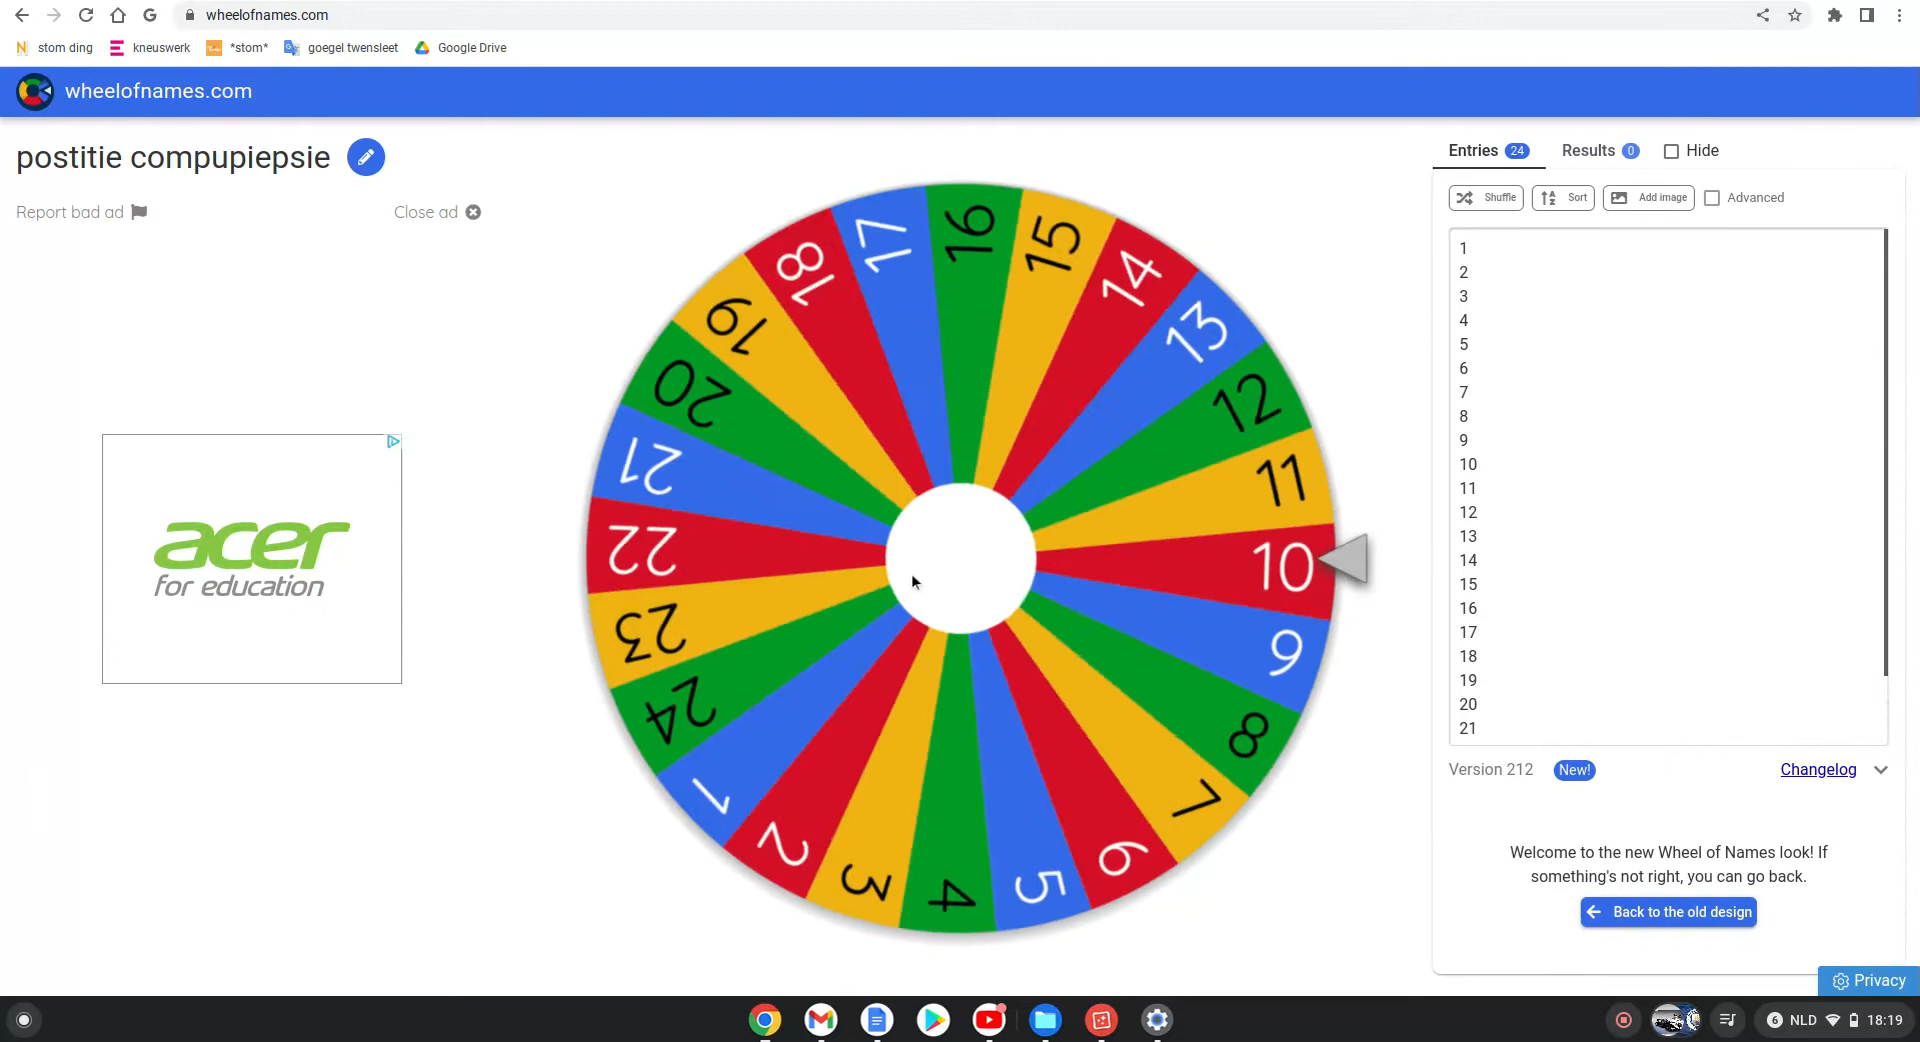 wheelofnames.com
stom ding
kneuswerk
*stom*
goegel twensleet
Google Drive
wheelofnames.com
postitie compupiepsie
Report bad ad
Close ad
acer
for education
16
15
14
13
12
11
10
9
8
7
6
5
4
3
2
1
24
23
22
21
20
19
18
17
Entries 24
Results 0
Hide
Shuffle
Sort
Add image
Advanced
1
2
3
4
5
6
7
8
9
10
11
12
13
14
15
16
17
18
19
20
21
Version 212 New!
Changelog
Welcome to the new Wheel of Names look! If
something's not right, you can go back.
Back to the old design
Privacy
6 NLD 18:19